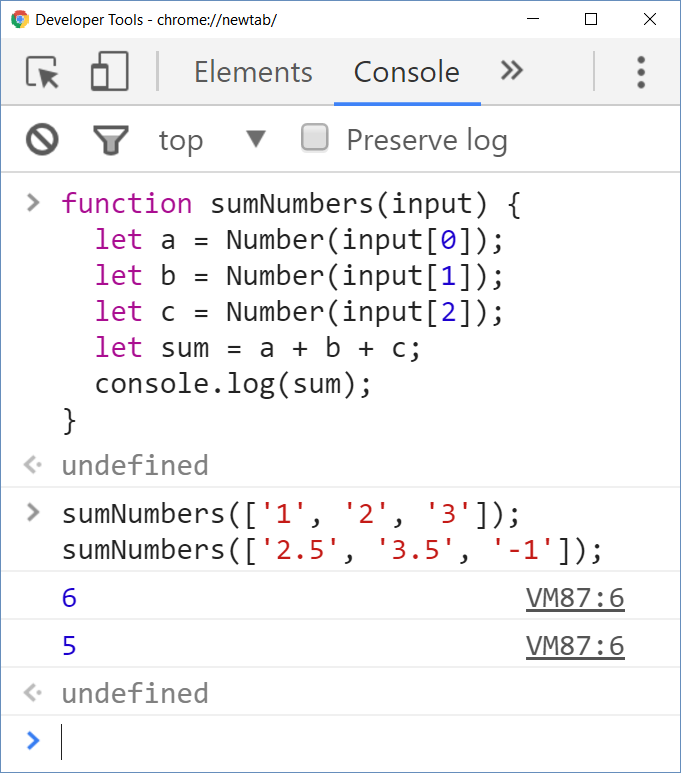 Developer Tools - chrome://newtab/
Elements Console
top Preserve log
function sumNumbers(input) {
  let a = Number(input[0]);
  let b = Number(input[1]);
  let c = Number(input[2]);
  let sum = a + b + c;
  console.log(sum);
}
undefined
sumNumbers(['1', '2', '3']);
sumNumbers(['2.5', '3.5', '-1']);
6 VM87:6
5 VM87:6
undefined